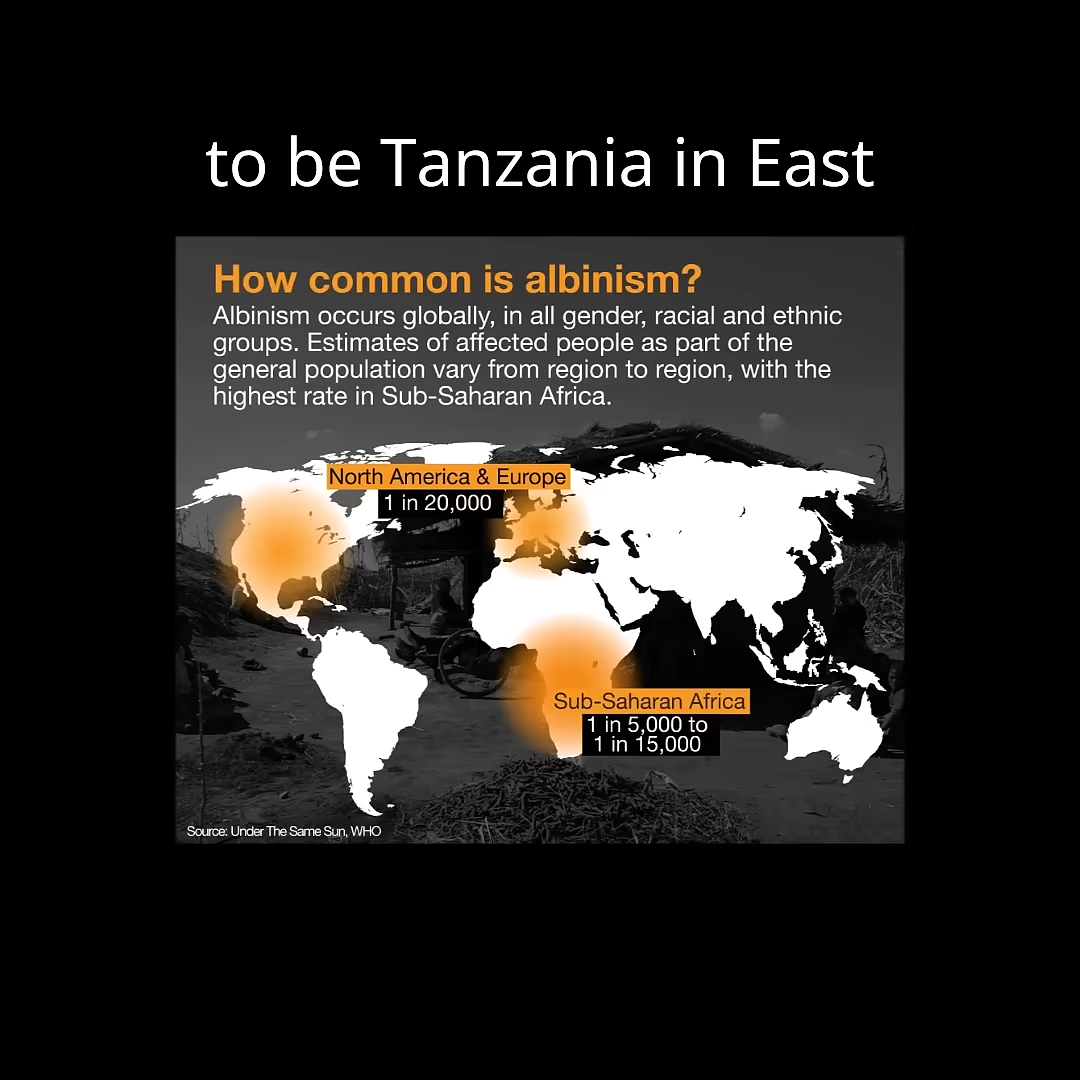 to be Tanzania in East
How common is albinism?
Albinism occurs globally, in all gender, racial and ethnic
groups. Estimates of affected people as part of the
general population vary from region to region, with the
highest rate in Sub-Saharan Africa.
North America & Europe
1 in 20,000
Sub-Saharan Africa
1 in 5,000 to
1 in 15,000
Source: Under The Same Sun, WHO